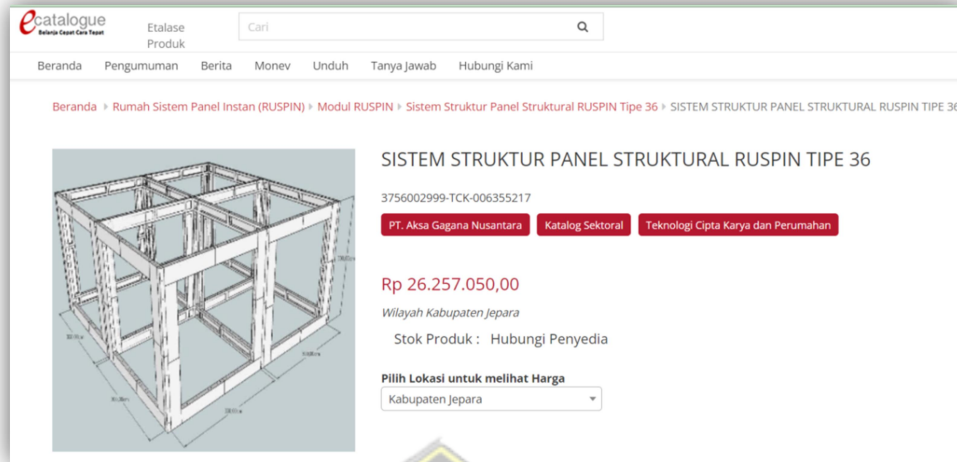 ecatalogue
Belanja Cepat Cara Tepat
Etalase
Produk
Cari
Beranda Pengumuman Berita Monev Unduh Tanya Jawab Hubungi Kami
Beranda Rumah Sistem Panel Instan (RUSPIN) Modul RUSPIN Sistem Struktur Panel Struktural RUSPIN Tipe 36 SISTEM STRUKTUR PANEL STRUKTURAL RUSPIN TIPE 36
SISTEM STRUKTUR PANEL STRUKTURAL RUSPIN TIPE 36
3756002999-TCK-006355217
PT. Aksa Gagana Nusantara Katalog Sektoral Teknologi Cipta Karya dan Perumahan
Rp 26.257.050,00
Wilayah Kabupaten Jepara
Stok Produk : Hubungi Penyedia
Pilih Lokasi untuk melihat Harga
Kabupaten Jepara